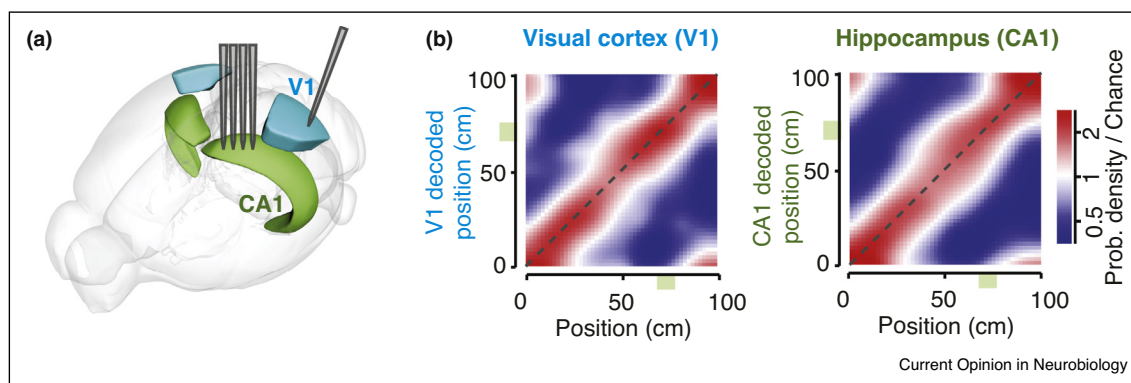 (a)
V1
CA1
(b)
Visual cortex (V1)
V1 decoded
position (cm)
100
50
0
0
50
100
Position (cm)
Hippocampus (CA1)
CA1 decoded
position (cm)
100
50
0
0
50
100
Position (cm)
0.5
1
2
Prob. density / Chance
Current Opinion in Neurobiology